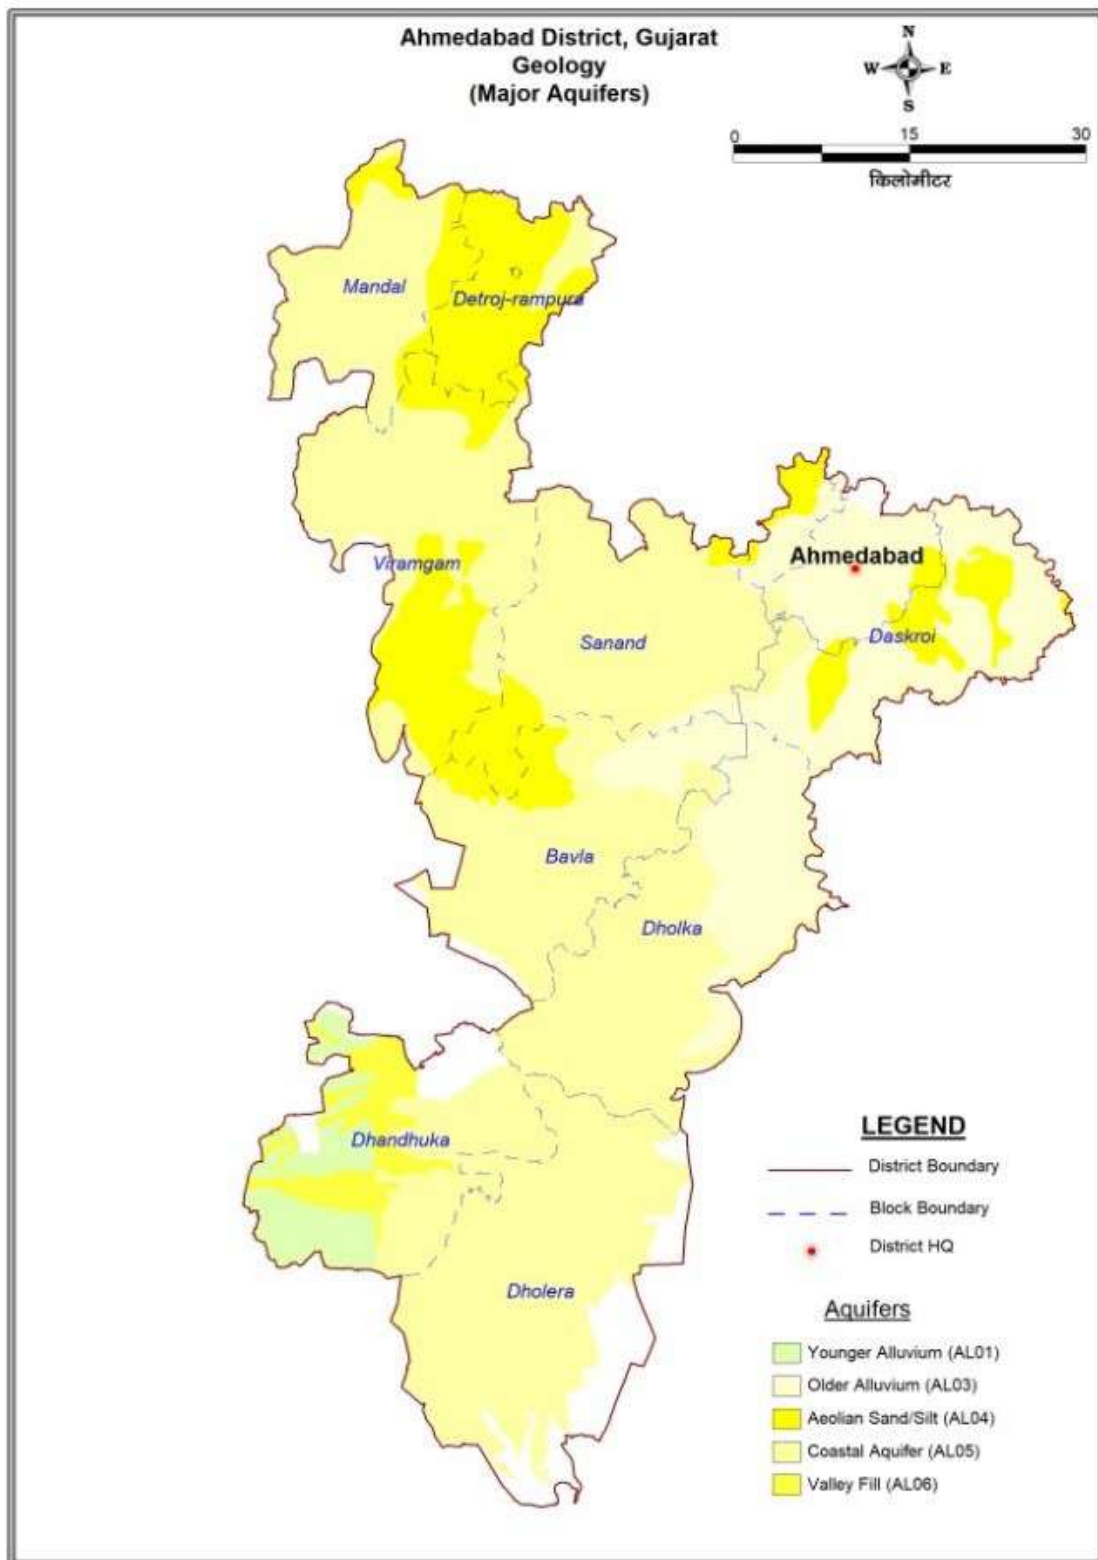 Ahmedabad District, Gujarat
Geology
(Major Aquifers)
N
W E
S
0 15 30
किलोमीटर
Mandal
Detroj-rampura
Ahmedabad
Viramgam
Daskroi
Sanand
Bavla
Dholka
Dhandhuka
Dholera
LEGEND
District Boundary
Block Boundary
District HQ
Aquifers
Younger Alluvium (AL01)
Older Alluvium (AL03)
Aeolian Sand/Silt (AL04)
Coastal Aquifer (AL05)
Valley Fill (AL06)